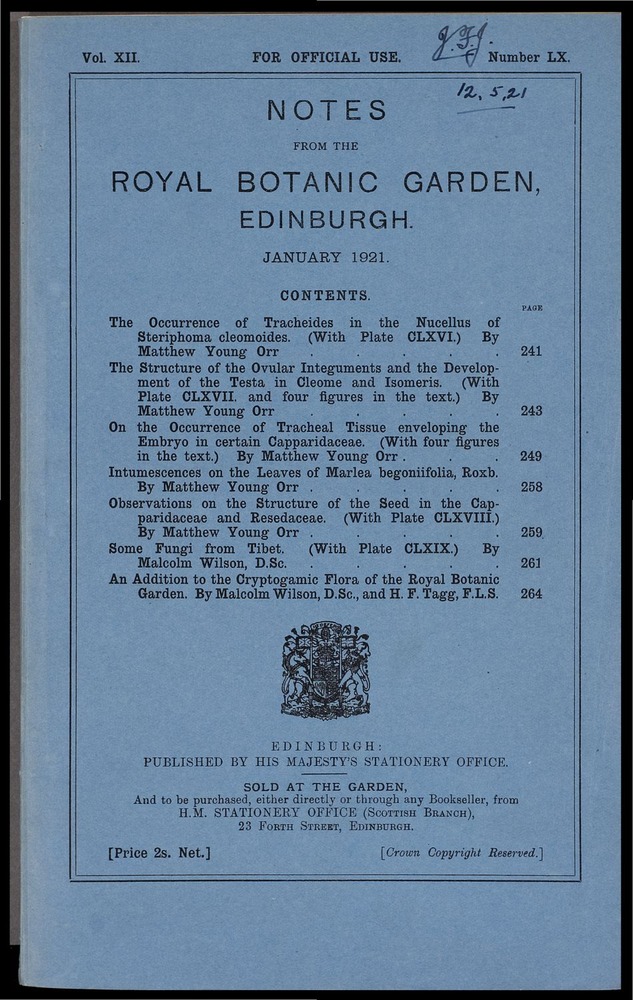 Vol. XII. FOR OFFICIAL USE. Number LX.
12, 5, 21
NOTES
FROM THE
ROYAL BOTANIC GARDEN,
EDINBURGH.
JANUARY 1921.
CONTENTS.
PAGE
The Occurrence of Tracheides in the Nucellus of
Steriphoma cleomoides. (With Plate CLXVI.) By
Matthew Young Orr . . . . . 241
The Structure of the Ovular Integuments and the Develop-
ment of the Testa in Cleome and Isomeris. (With
Plate CLXVII. and four figures in the text.) By
Matthew Young Orr . . . . . 243
On the Occurrence of Tracheal Tissue enveloping the
Embryo in certain Capparidaceae. (With four figures
in the text.) By Matthew Young Orr . . . 249
Intumescences on the Leaves of Marlea begoniifolia, Roxb.
By Matthew Young Orr . . . . . 258
Observations on the Structure of the Seed in the Cap-
paridaceae and Resedaceae. (With Plate CLXVIII.)
By Matthew Young Orr . . . . . 259
Some Fungi from Tibet. (With Plate CLXIX.) By
Malcolm Wilson, D.Sc. . . . . . 261
An Addition to the Cryptogamic Flora of the Royal Botanic
Garden. By Malcolm Wilson, D.Sc., and H. F. Tagg, F.L.S. 264
EDINBURGH:
PUBLISHED BY HIS MAJESTY'S STATIONERY OFFICE.
SOLD AT THE GARDEN,
And to be purchased, either directly or through any Bookseller, from
H.M. STATIONERY OFFICE (SCOTTISH BRANCH),
23 FORTH STREET, EDINBURGH.
[Price 2s. Net.] [Crown Copyright Reserved.]